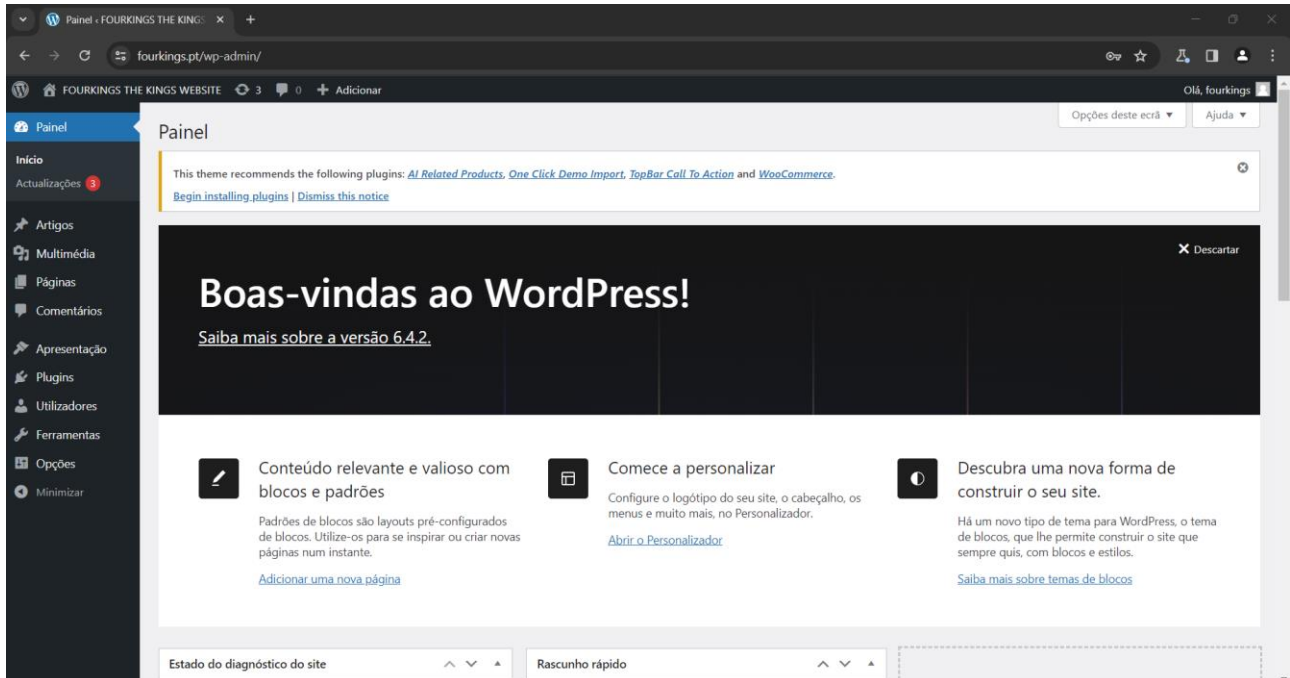 Painel ‹ FOURKINGS THE KINGS
fourkings.pt/wp-admin/
FOURKINGS THE KINGS WEBSITE 3 0 Adicionar
Olá, fourkings
Painel
Início
Actualizações 3
Artigos
Multimédia
Páginas
Comentários
Apresentação
Plugins
Utilizadores
Ferramentas
Opções
Minimizar
Opções deste ecrã
Ajuda
Painel
This theme recommends the following plugins: AI Related Products, One Click Demo Import, TopBar Call To Action and WooCommerce.
Begin installing plugins | Dismiss this notice
Descartar
Boas-vindas ao WordPress!
Saiba mais sobre a versão 6.4.2.
Conteúdo relevante e valioso com
blocos e padrões
Padrões de blocos são layouts pré-configurados
de blocos. Utilize-os para se inspirar ou criar novas
páginas num instante.
Adicionar uma nova página
Comece a personalizar
Configure o logótipo do seu site, o cabeçalho, os
menus e muito mais, no Personalizador.
Abrir o Personalizador
Descubra uma nova forma de
construir o seu site.
Há um novo tipo de tema para WordPress, o tema
de blocos, que lhe permite construir o site que
sempre quis, com blocos e estilos.
Saiba mais sobre temas de blocos
Estado do diagnóstico do site
Rascunho rápido